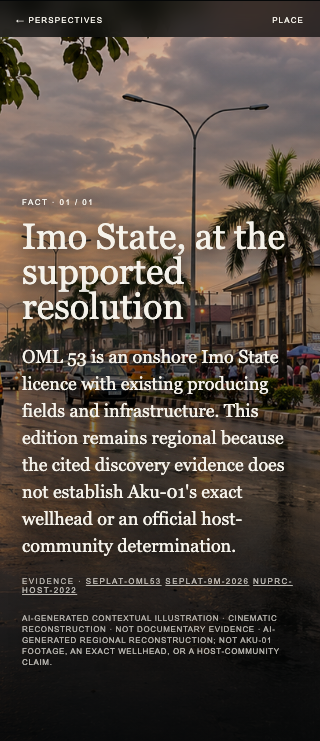 ← PERSPECTIVES
PLACE
FACT · 01 / 01
Imo State, at the
supported
resolution
OML 53 is an onshore Imo State
licence with existing producing
fields and infrastructure. This
edition remains regional because
the cited discovery evidence does
not establish Aku-01's exact
wellhead or an official host-
community determination.
EVIDENCE · SEPLAT-OML53 SEPLAT-9M-2026 NUPRC-
HOST-2022
AI-GENERATED CONTEXTUAL ILLUSTRATION · CINEMATIC
RECONSTRUCTION · NOT DOCUMENTARY EVIDENCE · AI-
GENERATED REGIONAL RECONSTRUCTION; NOT AKU-01
FOOTAGE, AN EXACT WELLHEAD, OR A HOST-COMMUNITY
CLAIM.